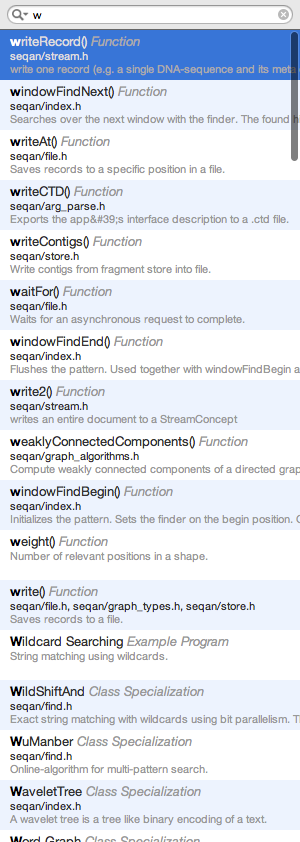 w
writeRecord() Function
seqan/stream.h
write one record (e.g. a single DNA-sequence and its meta
windowFindNext() Function
seqan/index.h
Searches over the next window with the finder. The found h
writeAt() Function
seqan/file.h
Saves records to a specific position in a file.
writeCTD() Function
seqan/arg_parse.h
Exports the app&#39;s interface description to a .ctd file.
writeContigs() Function
seqan/store.h
Write contigs from fragment store into file.
waitFor() Function
seqan/file.h
Waits for an asynchronous request to complete.
windowFindEnd() Function
seqan/index.h
Flushes the pattern. Used together with windowFindBegin a
write2() Function
seqan/stream.h
writes an entire document to a StreamConcept
weaklyConnectedComponents() Function
seqan/graph_algorithms.h
Compute weakly connected components of a directed grap
windowFindBegin() Function
seqan/index.h
Initializes the pattern. Sets the finder on the begin position. C
weight() Function
Number of relevant positions in a shape.
write() Function
seqan/file.h, seqan/graph_types.h, seqan/store.h
Saves records to a file.
Wildcard Searching Example Program
String matching using wildcards.
WildShiftAnd Class Specialization
seqan/find.h
Exact string matching with wildcards using bit parallelism. T
WuManber Class Specialization
seqan/find.h
Online-algorithm for multi-pattern search.
WaveletTree Class Specialization
seqan/index.h
A wavelet tree is a tree like binary encoding of a text.
Word Graph Class Specialization